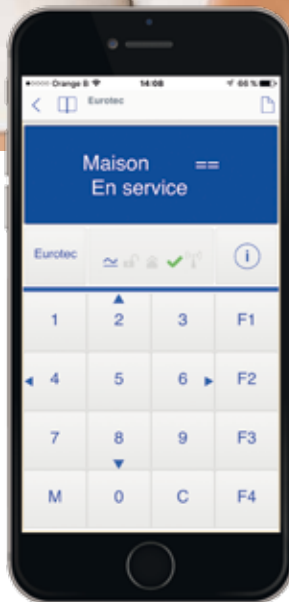 Orange B 14:08 66 %
Eurotec
Maison ==
En service
Eurotec i
1 2 3 F1
4 5 6 F2
7 8 9 F3
M 0 C F4